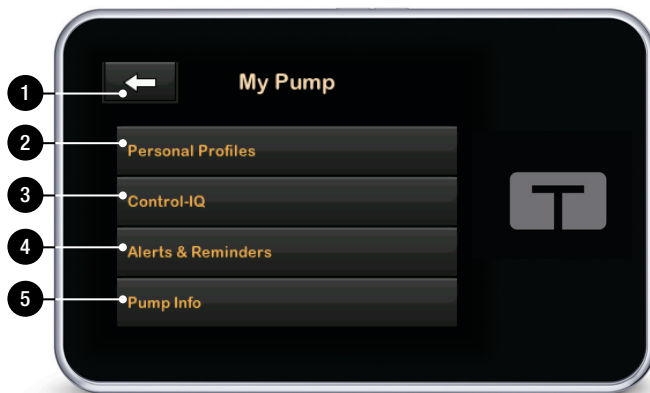 1
My Pump
2
Personal Profiles
3
Control-IQ
4
Alerts & Reminders
5
Pump Info
T